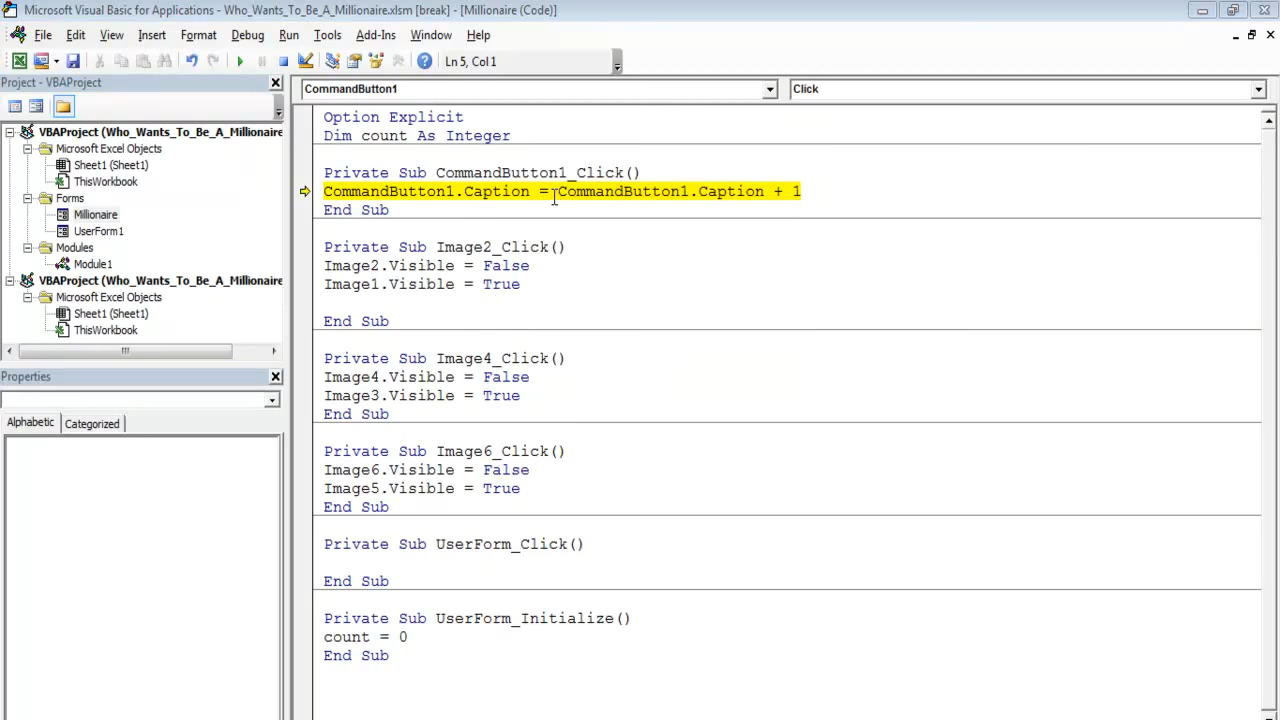 Microsoft Visual Basic for Applications - Who_Wants_To_Be_A_Millionaire.xlsm [break] - [Millionaire (Code)]
File Edit View Insert Format Debug Run Tools Add-Ins Window Help
Ln 5, Col 1
Project - VBAProject
VBAProject (Who_Wants_To_Be_A_Millionaire
Microsoft Excel Objects
Sheet1 (Sheet1)
ThisWorkbook
Forms
Millionaire
UserForm1
Modules
Module1
VBAProject (Who_Wants_To_Be_A_Millionaire
Microsoft Excel Objects
Sheet1 (Sheet1)
ThisWorkbook
Properties
Alphabetic Categorized
CommandButton1 Click
Option Explicit
Dim count As Integer
Private Sub CommandButton1_Click()
CommandButton1.Caption = CommandButton1.Caption + 1
End Sub
Private Sub Image2_Click()
Image2.Visible = False
Image1.Visible = True
End Sub
Private Sub Image4_Click()
Image4.Visible = False
Image3.Visible = True
End Sub
Private Sub Image6_Click()
Image6.Visible = False
Image5.Visible = True
End Sub
Private Sub UserForm_Click()
End Sub
Private Sub UserForm_Initialize()
count = 0
End Sub